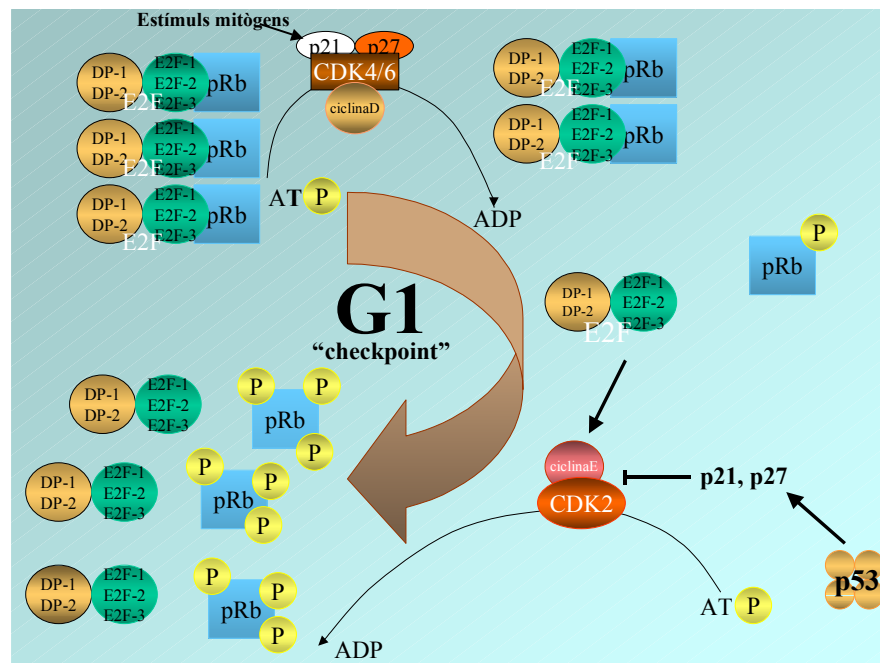 Estímuls mitògens
p21 p27
CDK4/6
ciclinaD
DP-1
DP-2
E2F-1
E2F-2
E2F-3
E2F
pRb
DP-1
DP-2
E2F-1
E2F-2
E2F-3
E2F
pRb
DP-1
DP-2
E2F-1
E2F-2
E2F-3
E2F
pRb
ATP
ADP
DP-1
DP-2
E2F-1
E2F-2
E2F-3
E2F
pRb
DP-1
DP-2
E2F-1
E2F-2
E2F-3
E2F
pRb
P
pRb
DP-1
DP-2
E2F-1
E2F-2
E2F-3
E2F
G1
“checkpoint”
DP-1
DP-2
E2F-1
E2F-2
E2F-3
P P
pRb
P
DP-1
DP-2
E2F-1
E2F-2
E2F-3
P P
pRb
P
DP-1
DP-2
E2F-1
E2F-2
E2F-3
P P
pRb
P
ciclinaE
CDK2
p21, p27
p53
ATP
ADP